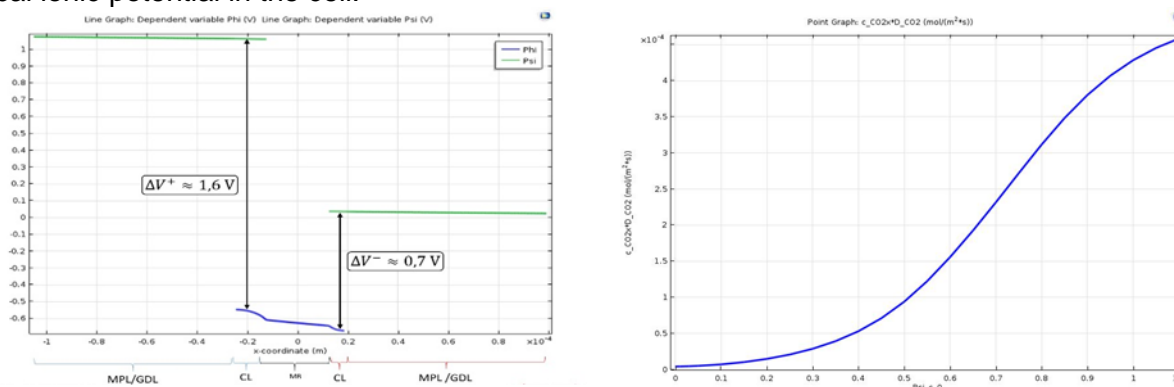 cal ionic potential in the cell.
Line Graph: Dependent variable Phi (V) Line Graph: Dependent variable Psi (V)
Phi
Psi
1
0.9
0.8
0.7
0.6
0.5
0.4
0.3
0.2
0.1
0
-0.1
-0.2
-0.3
-0.4
-0.5
-0.6
ΔV⁺ ≈ 1,6 V
ΔV⁻ ≈ 0,7 V
-1 -0.8 -0.6 -0.4 -0.2 0 0.2 0.4 0.6 0.8 ×10⁻⁴
x-coordinate (m)
MPL/GDL CL MR CL MPL/GDL
Point Graph: c_CO2x*D_CO2 (mol/(m²*s))
×10⁻⁴
4
3.5
3
2.5
2
1.5
1
0.5
0
c_CO2x*D_CO2 (mol/(m²*s))
0 0.1 0.2 0.3 0.4 0.5 0.6 0.7 0.8 0.9 1